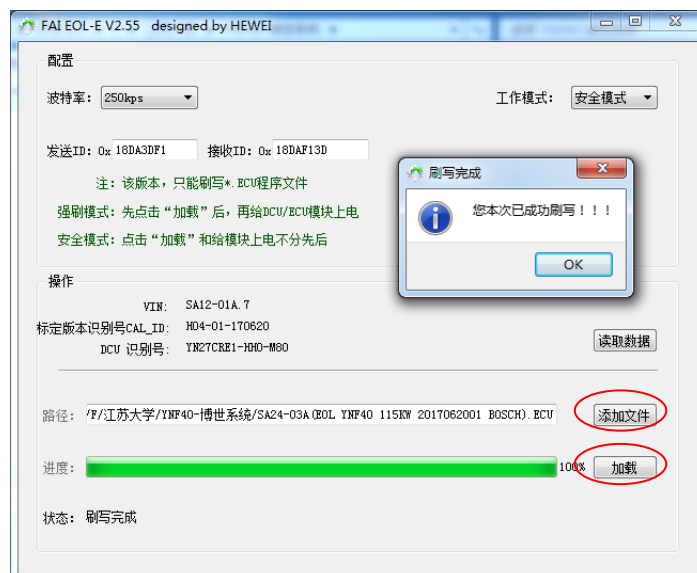 FAI EOL-E V2.55 designed by HEWEI
配置
波特率: 250kps
工作模式: 安全模式
发送ID: 0x 18DA3DF1 接收ID: 0x 18DAF13D
注: 该版本, 只能刷写*.ECU程序文件
强刷模式: 先点击“加载”后, 再给DCU/ECU模块上电
安全模式: 点击“加载”和给模块上电不分先后
刷写完成
您本次已成功刷写!!!
OK
操作
VIN: SA12-01A.7
标定版本识别号CAL_ID: H04-01-170620
DCU 识别号: YN27CRE1-HH0-M80
读取数据
路径: /F/江苏大学/YNF40-博世系统/SA24-03A(EOL YNF40 115KW 2017062001 BOSCH).ECU 添加文件
进度: 100% 加载
状态: 刷写完成